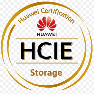 Huawei Certification
HUAWEI
HCIE
Storage